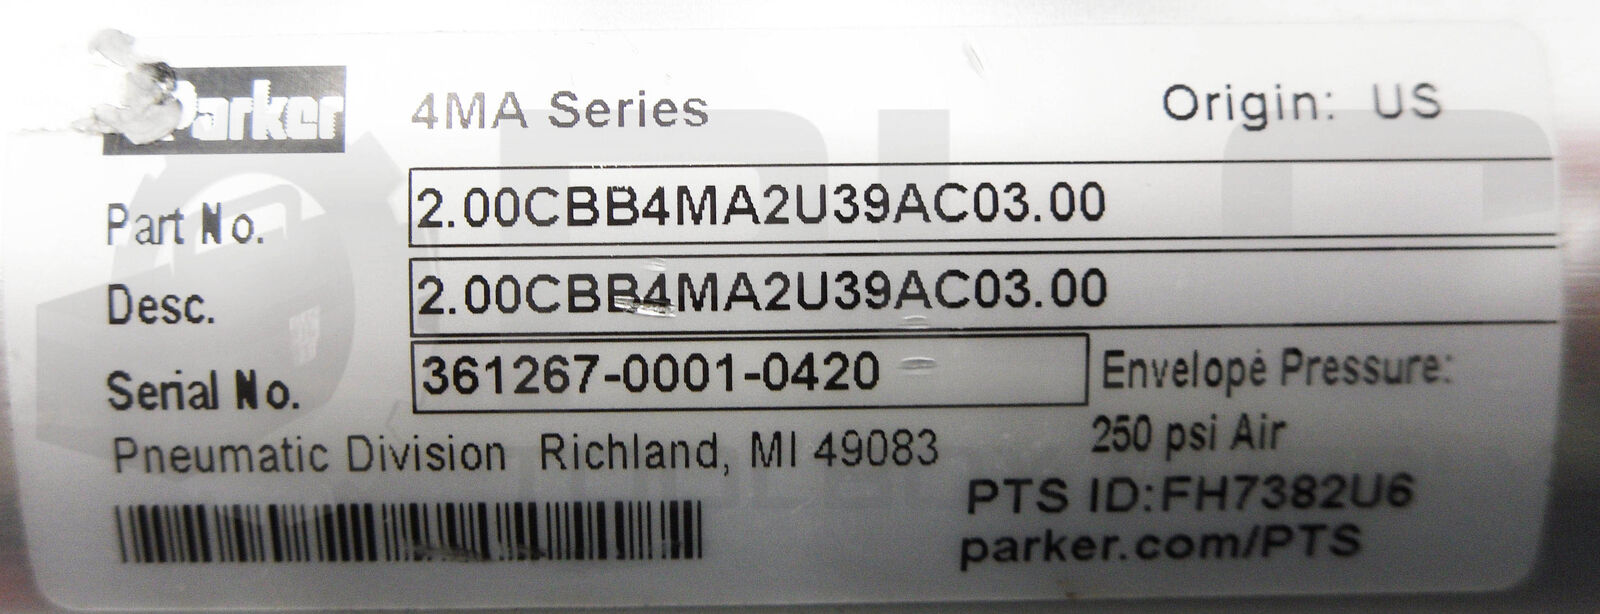 Parker
4MA Series
Origin: US
Part No. 2.00CBB4MA2U39AC03.00
Desc. 2.00CBB4MA2U39AC03.00
Serial No. 361267-0001-0420
Envelope Pressure:
250 psi Air
Pneumatic Division Richland, MI 49083
PTS ID:FH7382U6
parker.com/PTS